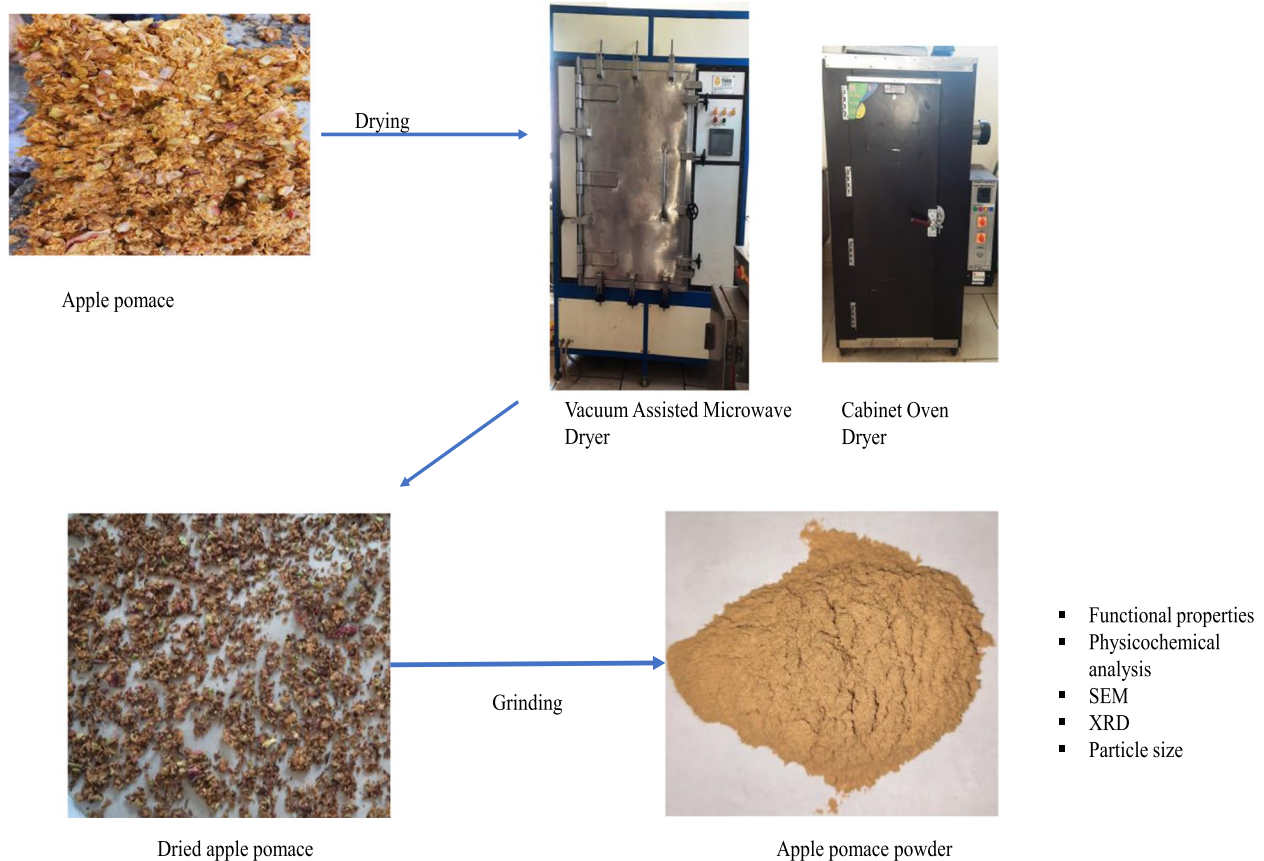 Drying
Apple pomace
Vacuum Assisted Microwave
Dryer
Cabinet Oven
Dryer
Grinding
▪ Functional properties
▪ Physicochemical
analysis
▪ SEM
▪ XRD
▪ Particle size
Dried apple pomace
Apple pomace powder